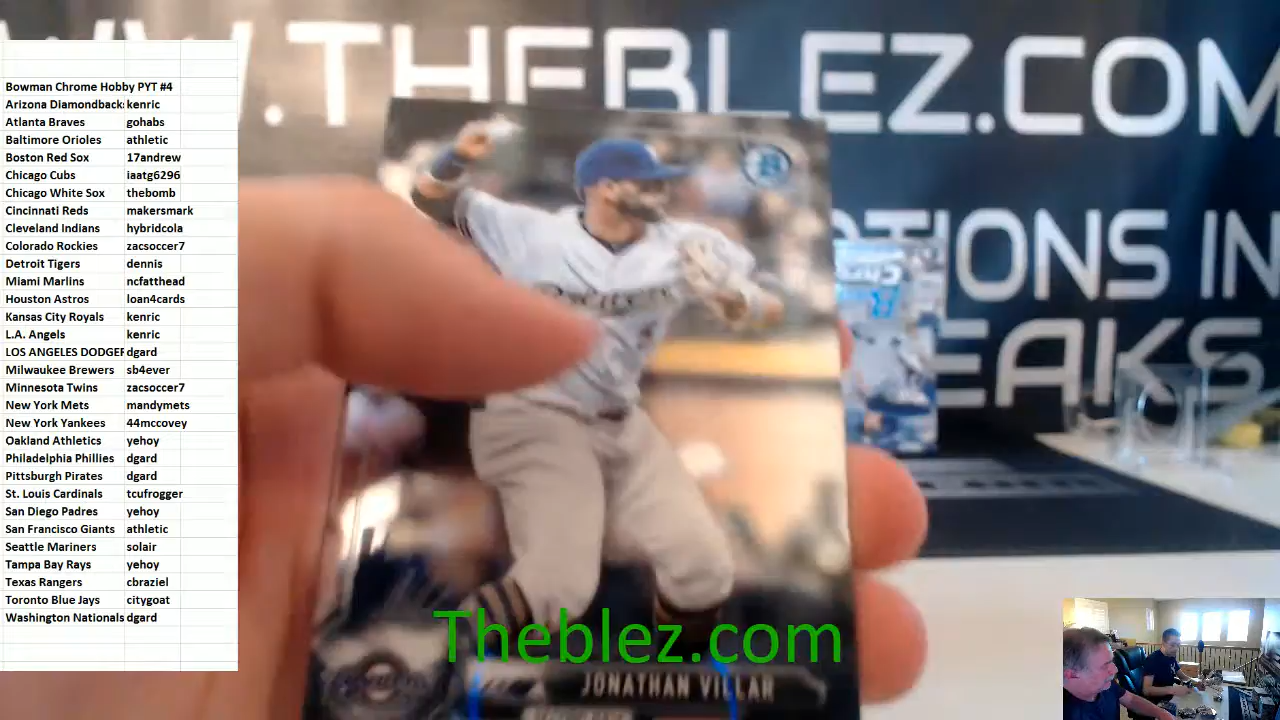 WWW.THEBLEZ.COM
OTIONS IN
EAKS
Bowman Chrome Hobby PYT #4
Arizona Diamondbacks kenric
Atlanta Braves gohabs
Baltimore Orioles athletic
Boston Red Sox 17andrew
Chicago Cubs iaatg6296
Chicago White Sox thebomb
Cincinnati Reds makersmark
Cleveland Indians hybridcola
Colorado Rockies zacsoccer7
Detroit Tigers dennis
Miami Marlins ncfatthead
Houston Astros loan4cards
Kansas City Royals kenric
L.A. Angels kenric
LOS ANGELES DODGER dgard
Milwaukee Brewers sb4ever
Minnesota Twins zacsoccer7
New York Mets mandymets
New York Yankees 44mccovey
Oakland Athletics yehoy
Philadelphia Phillies dgard
Pittsburgh Pirates dgard
St. Louis Cardinals tcufrogger
San Diego Padres yehoy
San Francisco Giants athletic
Seattle Mariners solair
Tampa Bay Rays yehoy
Texas Rangers cbraziel
Toronto Blue Jays citygoat
Washington Nationals dgard
B
Theblez.com
JONATHAN VILLAR